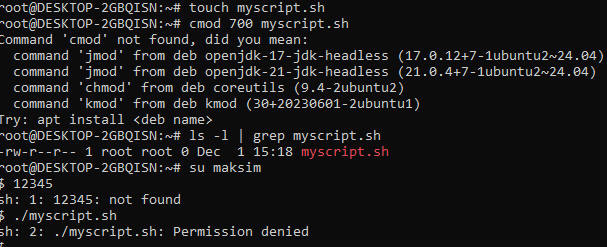 root@DESKTOP-2GBQISN:~# touch myscript.sh
root@DESKTOP-2GBQISN:~# cmod 700 myscript.sh
Command 'cmod' not found, did you mean:
  command 'jmod' from deb openjdk-17-jdk-headless (17.0.12+7-1ubuntu2~24.04)
  command 'jmod' from deb openjdk-21-jdk-headless (21.0.4+7-1ubuntu2~24.04)
  command 'chmod' from deb coreutils (9.4-2ubuntu2)
  command 'kmod' from deb kmod (30+20230601-2ubuntu1)
Try: apt install <deb name>
root@DESKTOP-2GBQISN:~# ls -l | grep myscript.sh
-rw-r--r-- 1 root root 0 Dec  1 15:18 myscript.sh
root@DESKTOP-2GBQISN:~# su maksim
$ 12345
sh: 1: 12345: not found
$ ./myscript.sh
sh: 2: ./myscript.sh: Permission denied